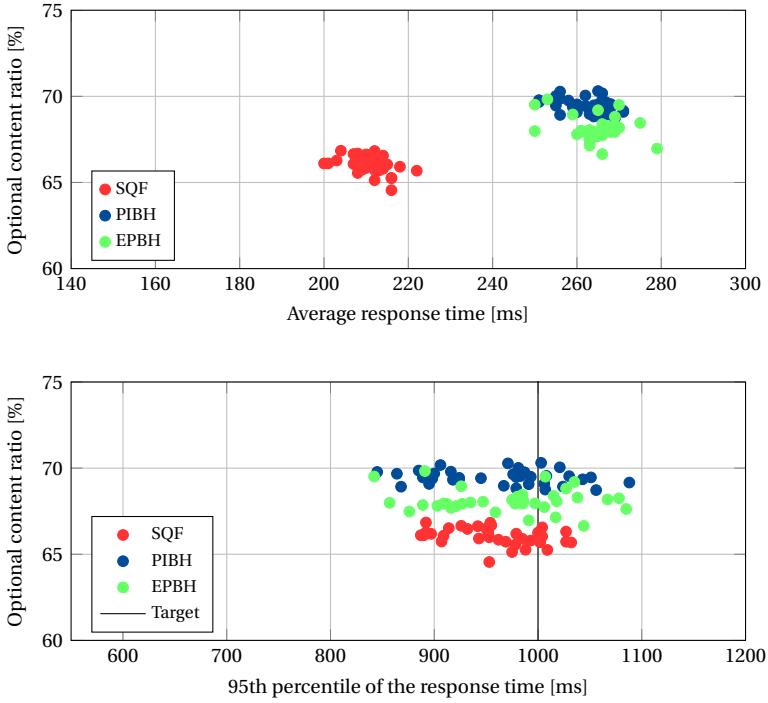 Optional content ratio [%]
75
70
65
60
SQF
PIBH
EPBH
140 160 180 200 220 240 260 280 300
Average response time [ms]
Optional content ratio [%]
75
70
65
60
SQF
PIBH
EPBH
Target
600 700 800 900 1000 1100 1200
95th percentile of the response time [ms]